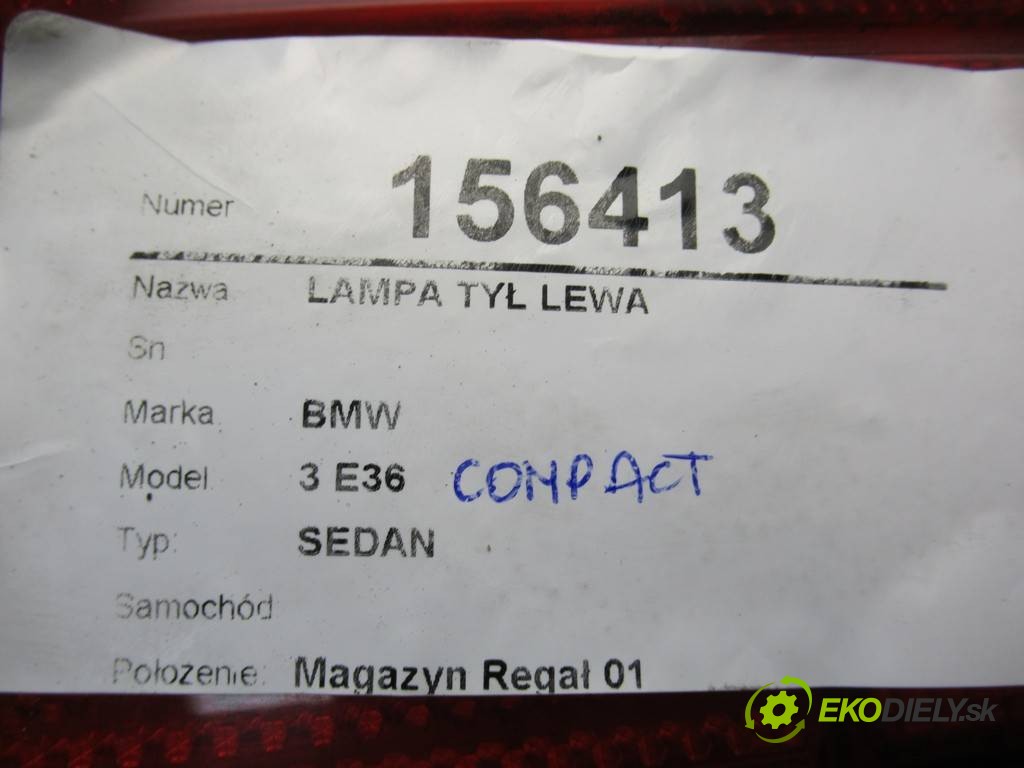 Numer 156413
Nazwa LAMPA TYŁ LEWA
Sn
Marka BMW
Model 3 E36 COMPACT
Typ: SEDAN
Samochód
Położenie: Magazyn Regał 01
EKODIELY.sk